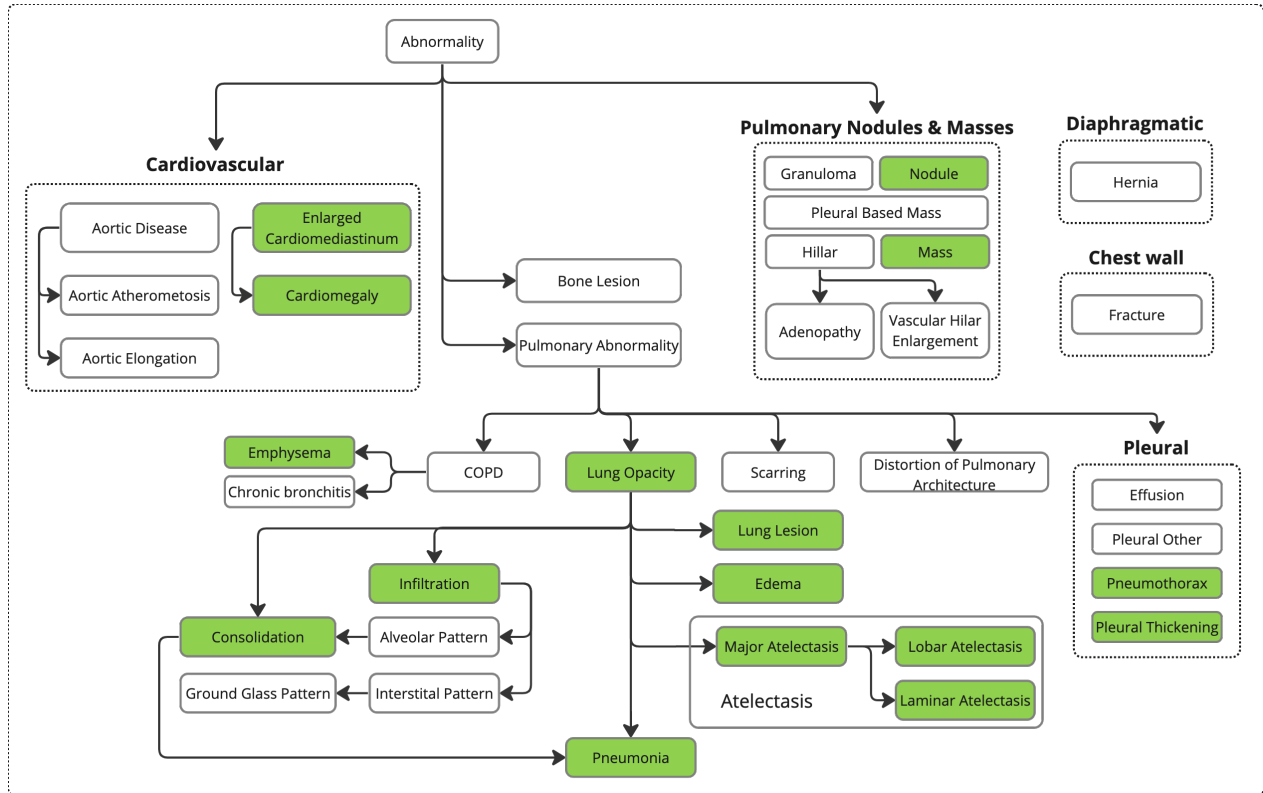 Abnormality
Cardiovascular
Aortic Disease
Enlarged
Cardiomediastinum
Aortic Atherometosis
Cardiomegaly
Aortic Elongation
Bone Lesion
Pulmonary Abnormality
Pulmonary Nodules & Masses
Granuloma
Nodule
Pleural Based Mass
Hillar
Mass
Adenopathy
Vascular Hilar
Enlargement
Diaphragmatic
Hernia
Chest wall
Fracture
Emphysema
Chronic bronchitis
COPD
Lung Opacity
Scarring
Distortion of Pulmonary
Architecture
Pleural
Effusion
Pleural Other
Pneumothorax
Pleural Thickening
Lung Lesion
Edema
Infiltration
Consolidation
Alveolar Pattern
Ground Glass Pattern
Interstital Pattern
Major Atelectasis
Lobar Atelectasis
Laminar Atelectasis
Atelectasis
Pneumonia